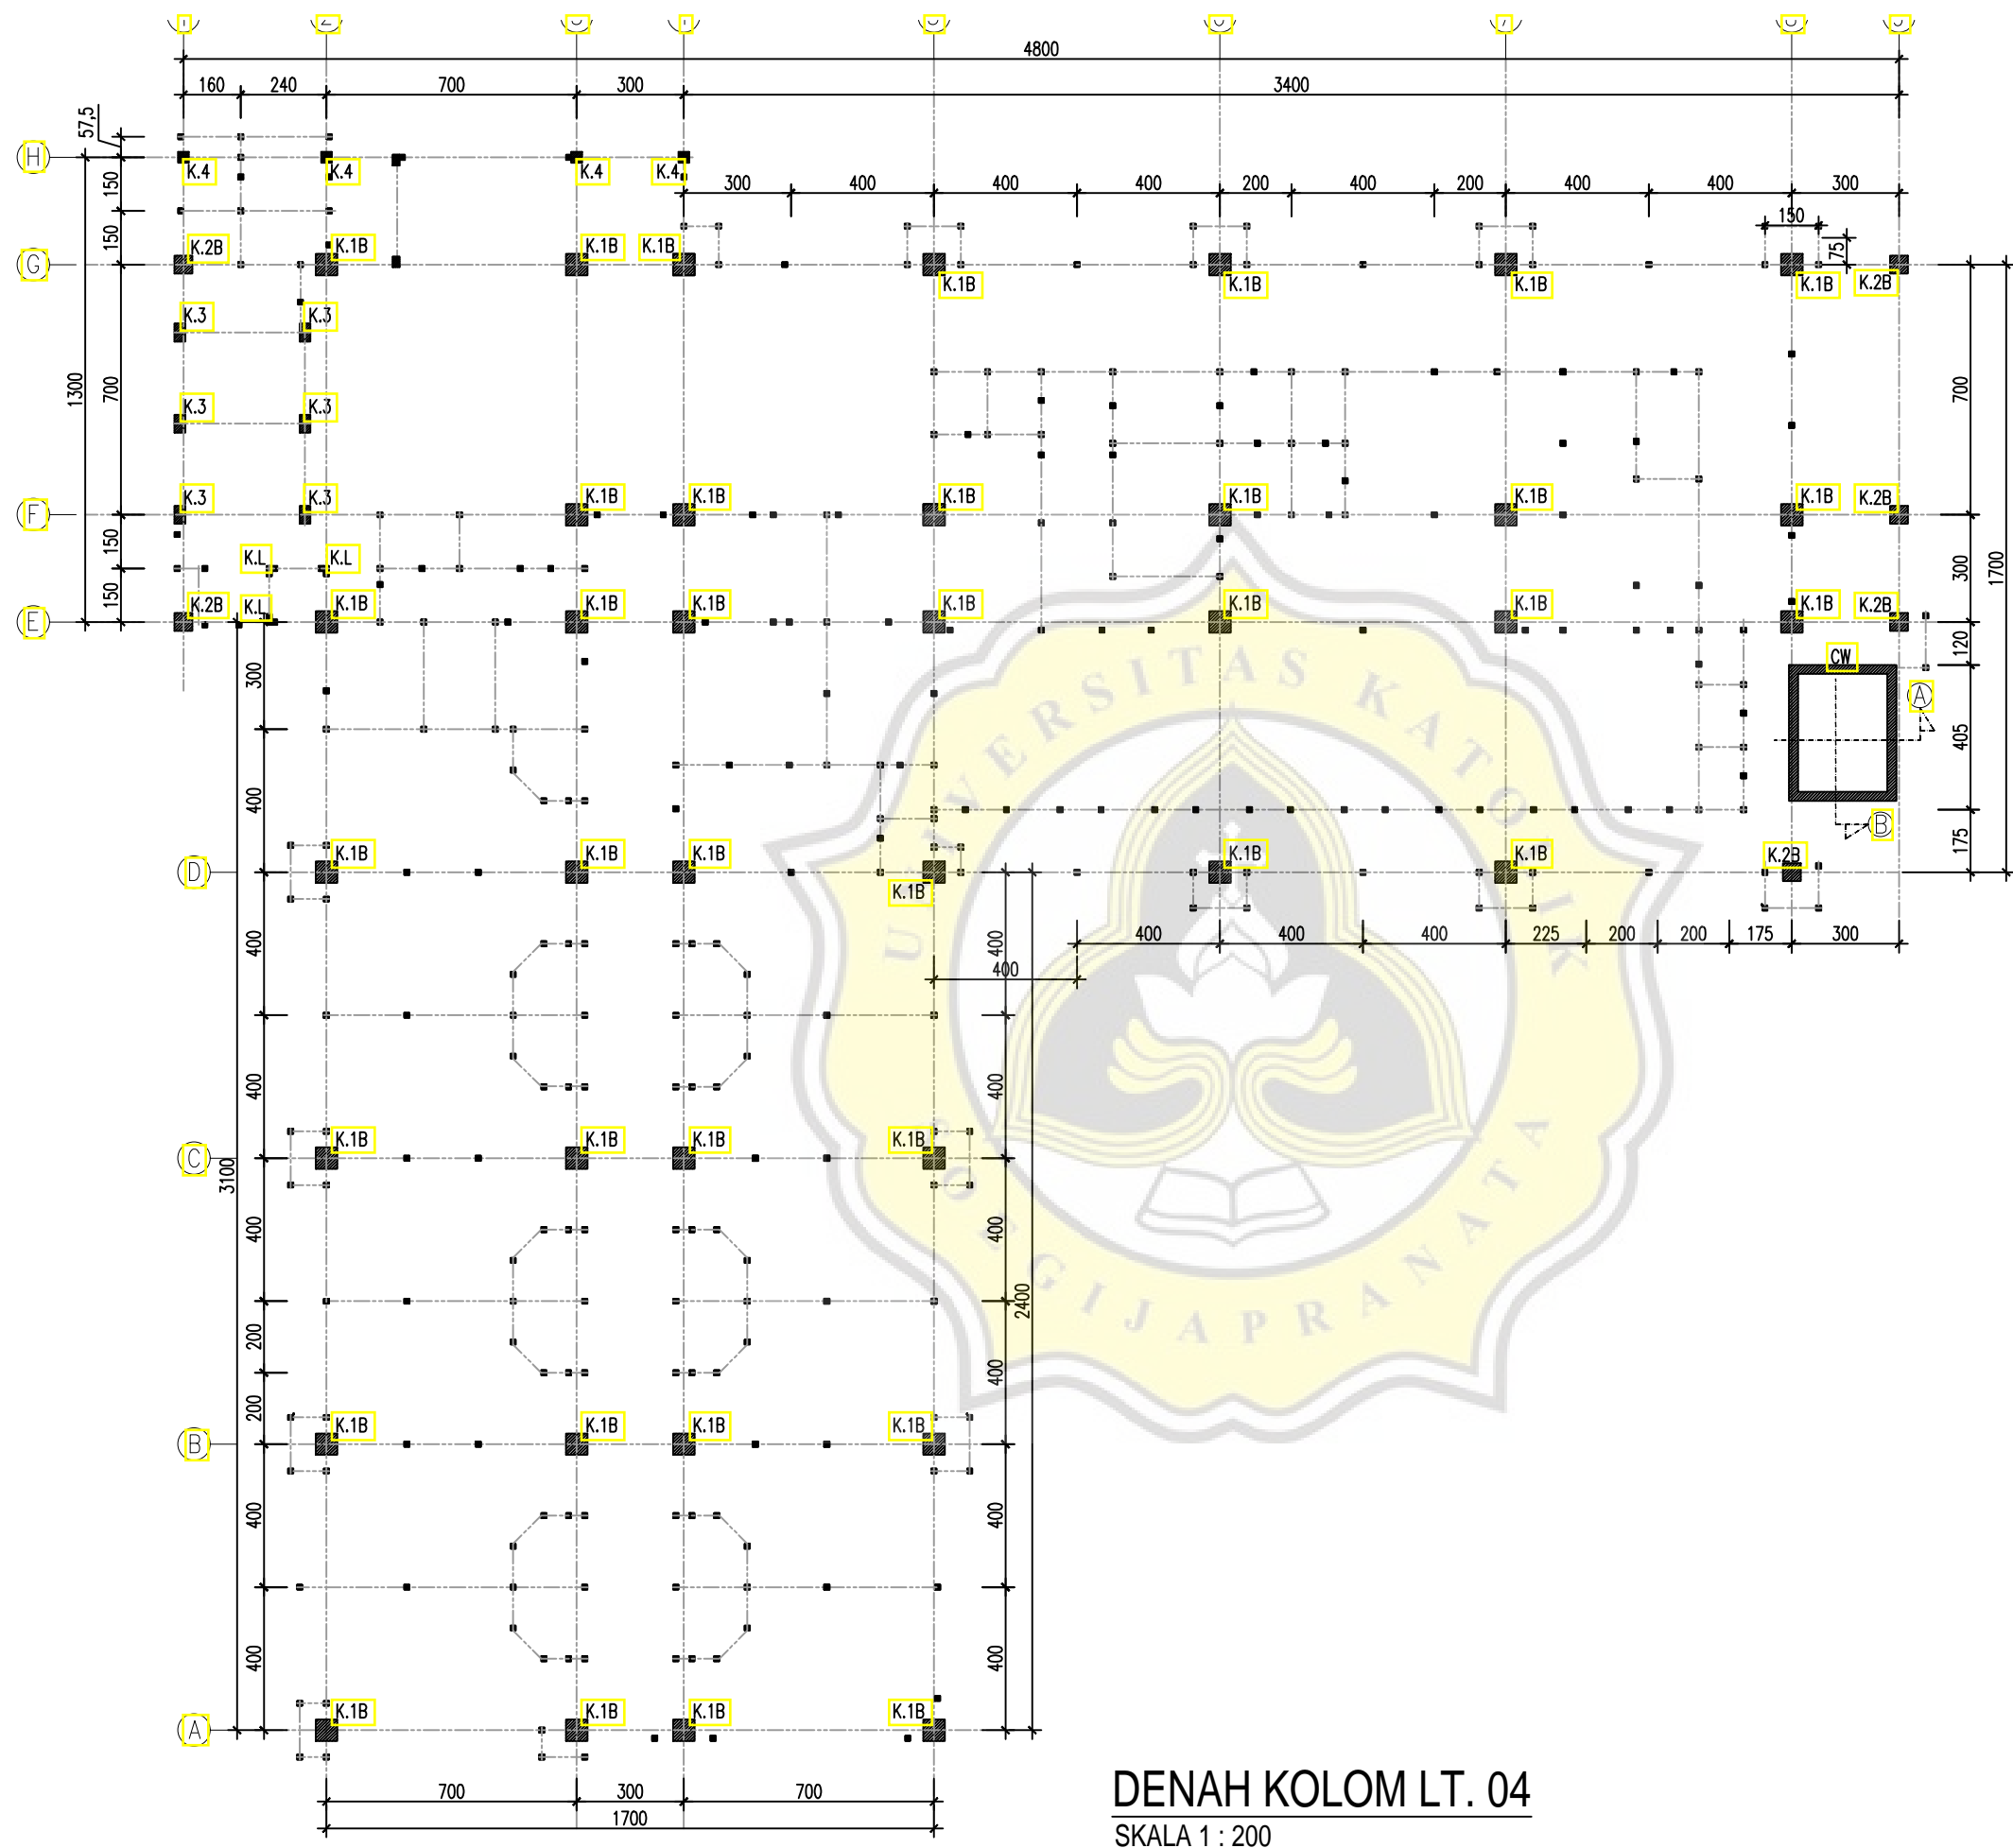 4800
160 240 700 300 3400
57,5
H
K.4 K.4 K.4 K.4
150
300 400 400 400 200 400 200 400 400 300
150
150
75
G
K.2B K.1B K.1B K.1B
K.1B K.1B K.1B K.1B K.2B
K.3 K.3
1300
700
700
K.3 K.3
F
K.3 K.3 K.1B K.1B K.1B K.1B K.1B K.1B K.2B
150
K.L K.L
300
1700
150
E
K.2B K.L K.1B K.1B K.1B K.1B K.1B K.1B K.1B K.2B
120
CW
300
A
405
400
B
175
D
K.1B K.1B K.1B K.1B K.1B K.1B K.2B
400
400
400 400 400 225 200 200 175 300
400
400
400
C
K.1B K.1B K.1B K.1B
3100
400
400
2400
200
400
200
B
K.1B K.1B K.1B K.1B
400
400
400
400
A
K.1B K.1B K.1B K.1B
700 300 700
1700
DENAH KOLOM LT. 04
SKALA 1 : 200
UNIVERSITAS KATOLIK
SOEGIJAPRANATA